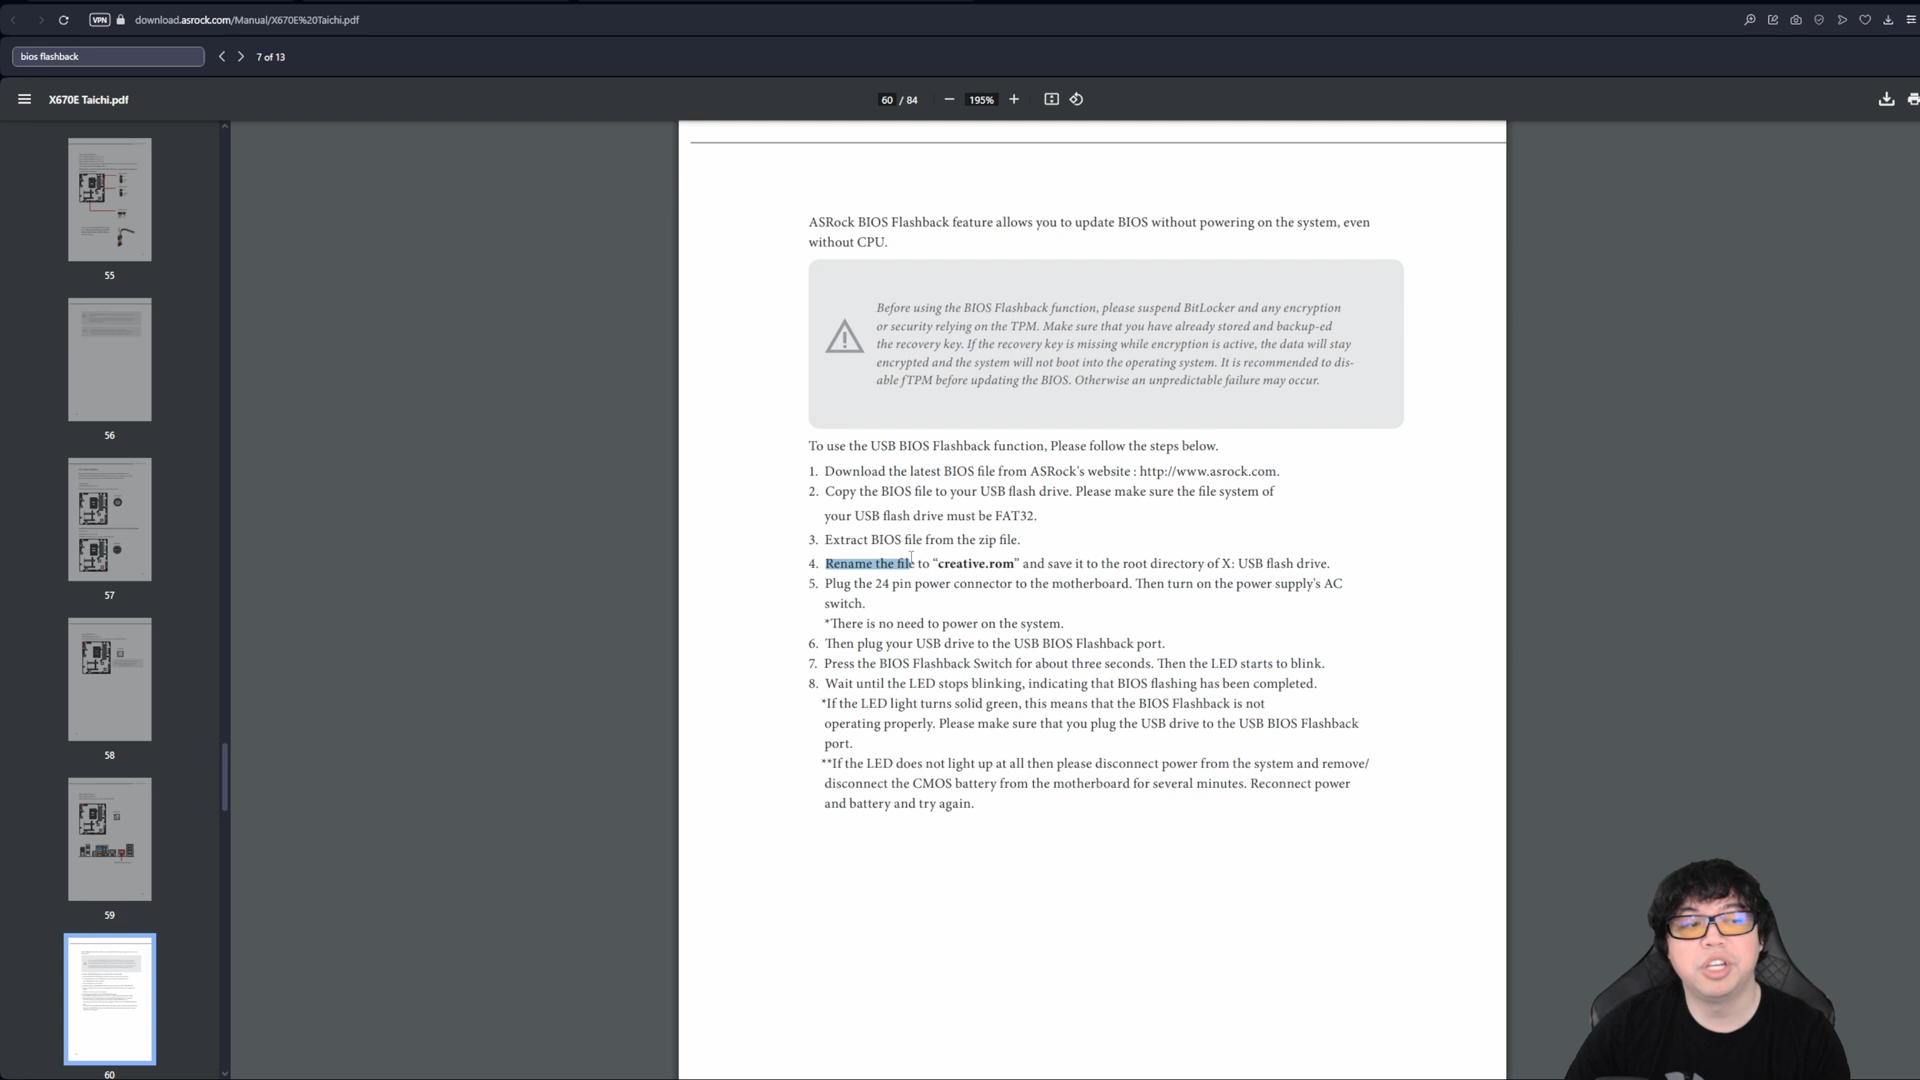 VPN
download.asrock.com/Manual/X670E%20Taichi.pdf
bios flashback
7 of 13
X670E Taichi.pdf
60 / 84
195%
55
56
57
58
59
60
ASRock BIOS Flashback feature allows you to update BIOS without powering on the system, even
without CPU.
Before using the BIOS Flashback function, please suspend BitLocker and any encryption
or security relying on the TPM. Make sure that you have already stored and backup-ed
the recovery key. If the recovery key is missing while encryption is active, the data will stay
encrypted and the system will not boot into the operating system. It is recommended to dis-
able fTPM before updating the BIOS. Otherwise an unpredictable failure may occur.
To use the USB BIOS Flashback function, Please follow the steps below.
1. Download the latest BIOS file from ASRock's website : http://www.asrock.com.
2. Copy the BIOS file to your USB flash drive. Please make sure the file system of
your USB flash drive must be FAT32.
3. Extract BIOS file from the zip file.
4. Rename the file to “creative.rom” and save it to the root directory of X: USB flash drive.
5. Plug the 24 pin power connector to the motherboard. Then turn on the power supply's AC
switch.
*There is no need to power on the system.
6. Then plug your USB drive to the USB BIOS Flashback port.
7. Press the BIOS Flashback Switch for about three seconds. Then the LED starts to blink.
8. Wait until the LED stops blinking, indicating that BIOS flashing has been completed.
*If the LED light turns solid green, this means that the BIOS Flashback is not
operating properly. Please make sure that you plug the USB drive to the USB BIOS Flashback
port.
**If the LED does not light up at all then please disconnect power from the system and remove/
disconnect the CMOS battery from the motherboard for several minutes. Reconnect power
and battery and try again.